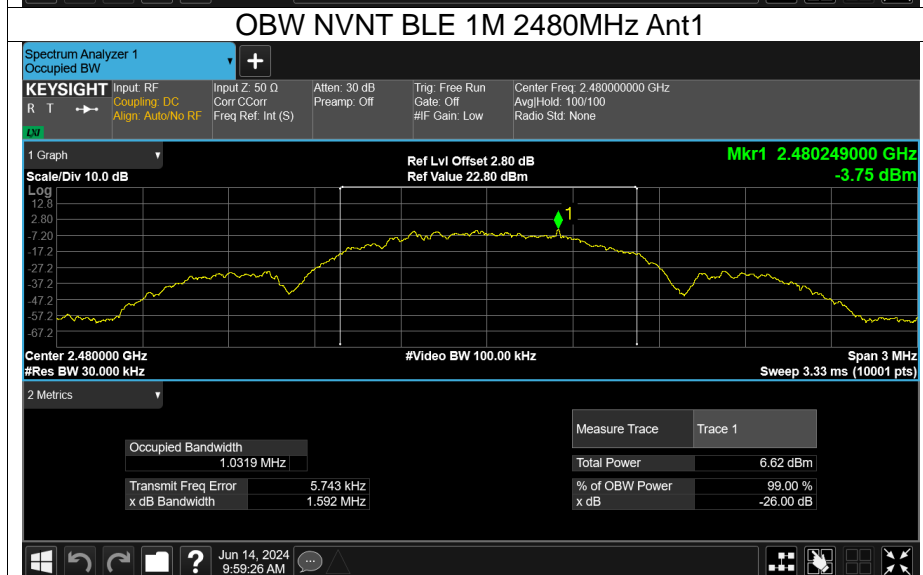 OBW NVNT BLE 1M 2480MHz Ant1
Spectrum Analyzer 1
Occupied BW
+
KEYSIGHT
R T
LXI
Input: RF
Coupling: DC
Align: Auto/No RF
Input Z: 50 Ω
Corr CCorr
Freq Ref: Int (S)
Atten: 30 dB
Preamp: Off
Trig: Free Run
Gate: Off
#IF Gain: Low
Center Freq: 2.480000000 GHz
Avg|Hold: 100/100
Radio Std: None
1 Graph
Scale/Div 10.0 dB
Ref Lvl Offset 2.80 dB
Ref Value 22.80 dBm
Mkr1 2.480249000 GHz
-3.75 dBm
Log
12.8
2.80
-7.20
-17.2
-27.2
-37.2
-47.2
-57.2
-67.2
1
Center 2.480000 GHz
#Res BW 30.000 kHz
#Video BW 100.00 kHz
Span 3 MHz
Sweep 3.33 ms (10001 pts)
2 Metrics
Measure Trace Trace 1
Occupied Bandwidth
1.0319 MHz
Total Power 6.62 dBm
Transmit Freq Error 5.743 kHz
% of OBW Power 99.00 %
x dB Bandwidth 1.592 MHz
x dB -26.00 dB
?
Jun 14, 2024
9:59:26 AM